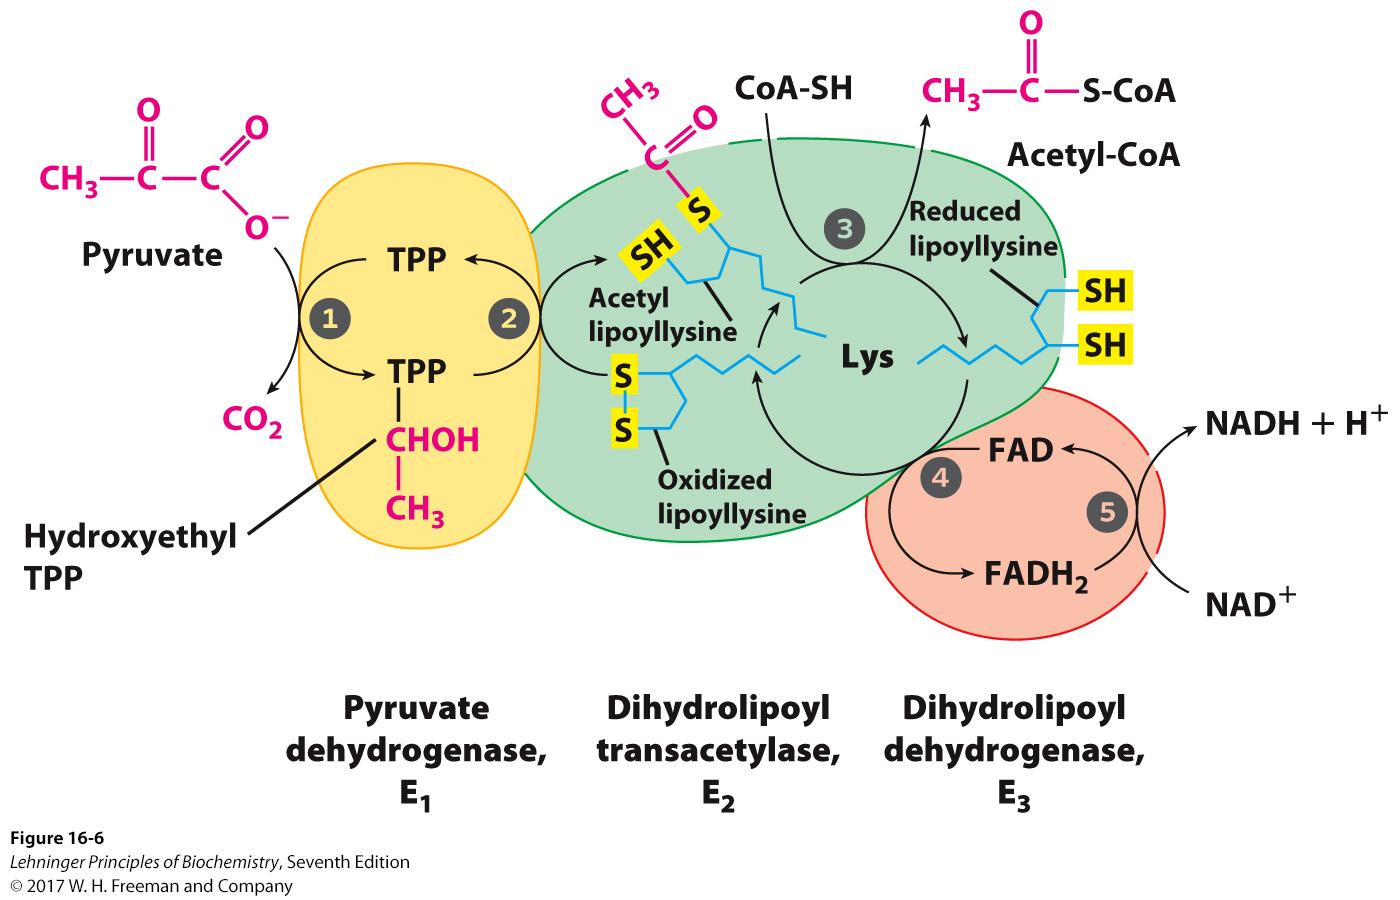 O
CH3—C—S-CoA
Acetyl-CoA
CoA-SH
CH3
O
C
S
SH
O
O
CH3—C—C
O−
Pyruvate
TPP
1
2
3
Reduced
lipoyllysine
SH
SH
Acetyl
lipoyllysine
Lys
TPP
S
S
CO2
CHOH
CH3
Oxidized
lipoyllysine
Hydroxyethyl
TPP
FAD
4
5
NADH + H+
FADH2
NAD+
Pyruvate
dehydrogenase,
E1
Dihydrolipoyl
transacetylase,
E2
Dihydrolipoyl
dehydrogenase,
E3
Figure 16-6
Lehninger Principles of Biochemistry, Seventh Edition
© 2017 W. H. Freeman and Company